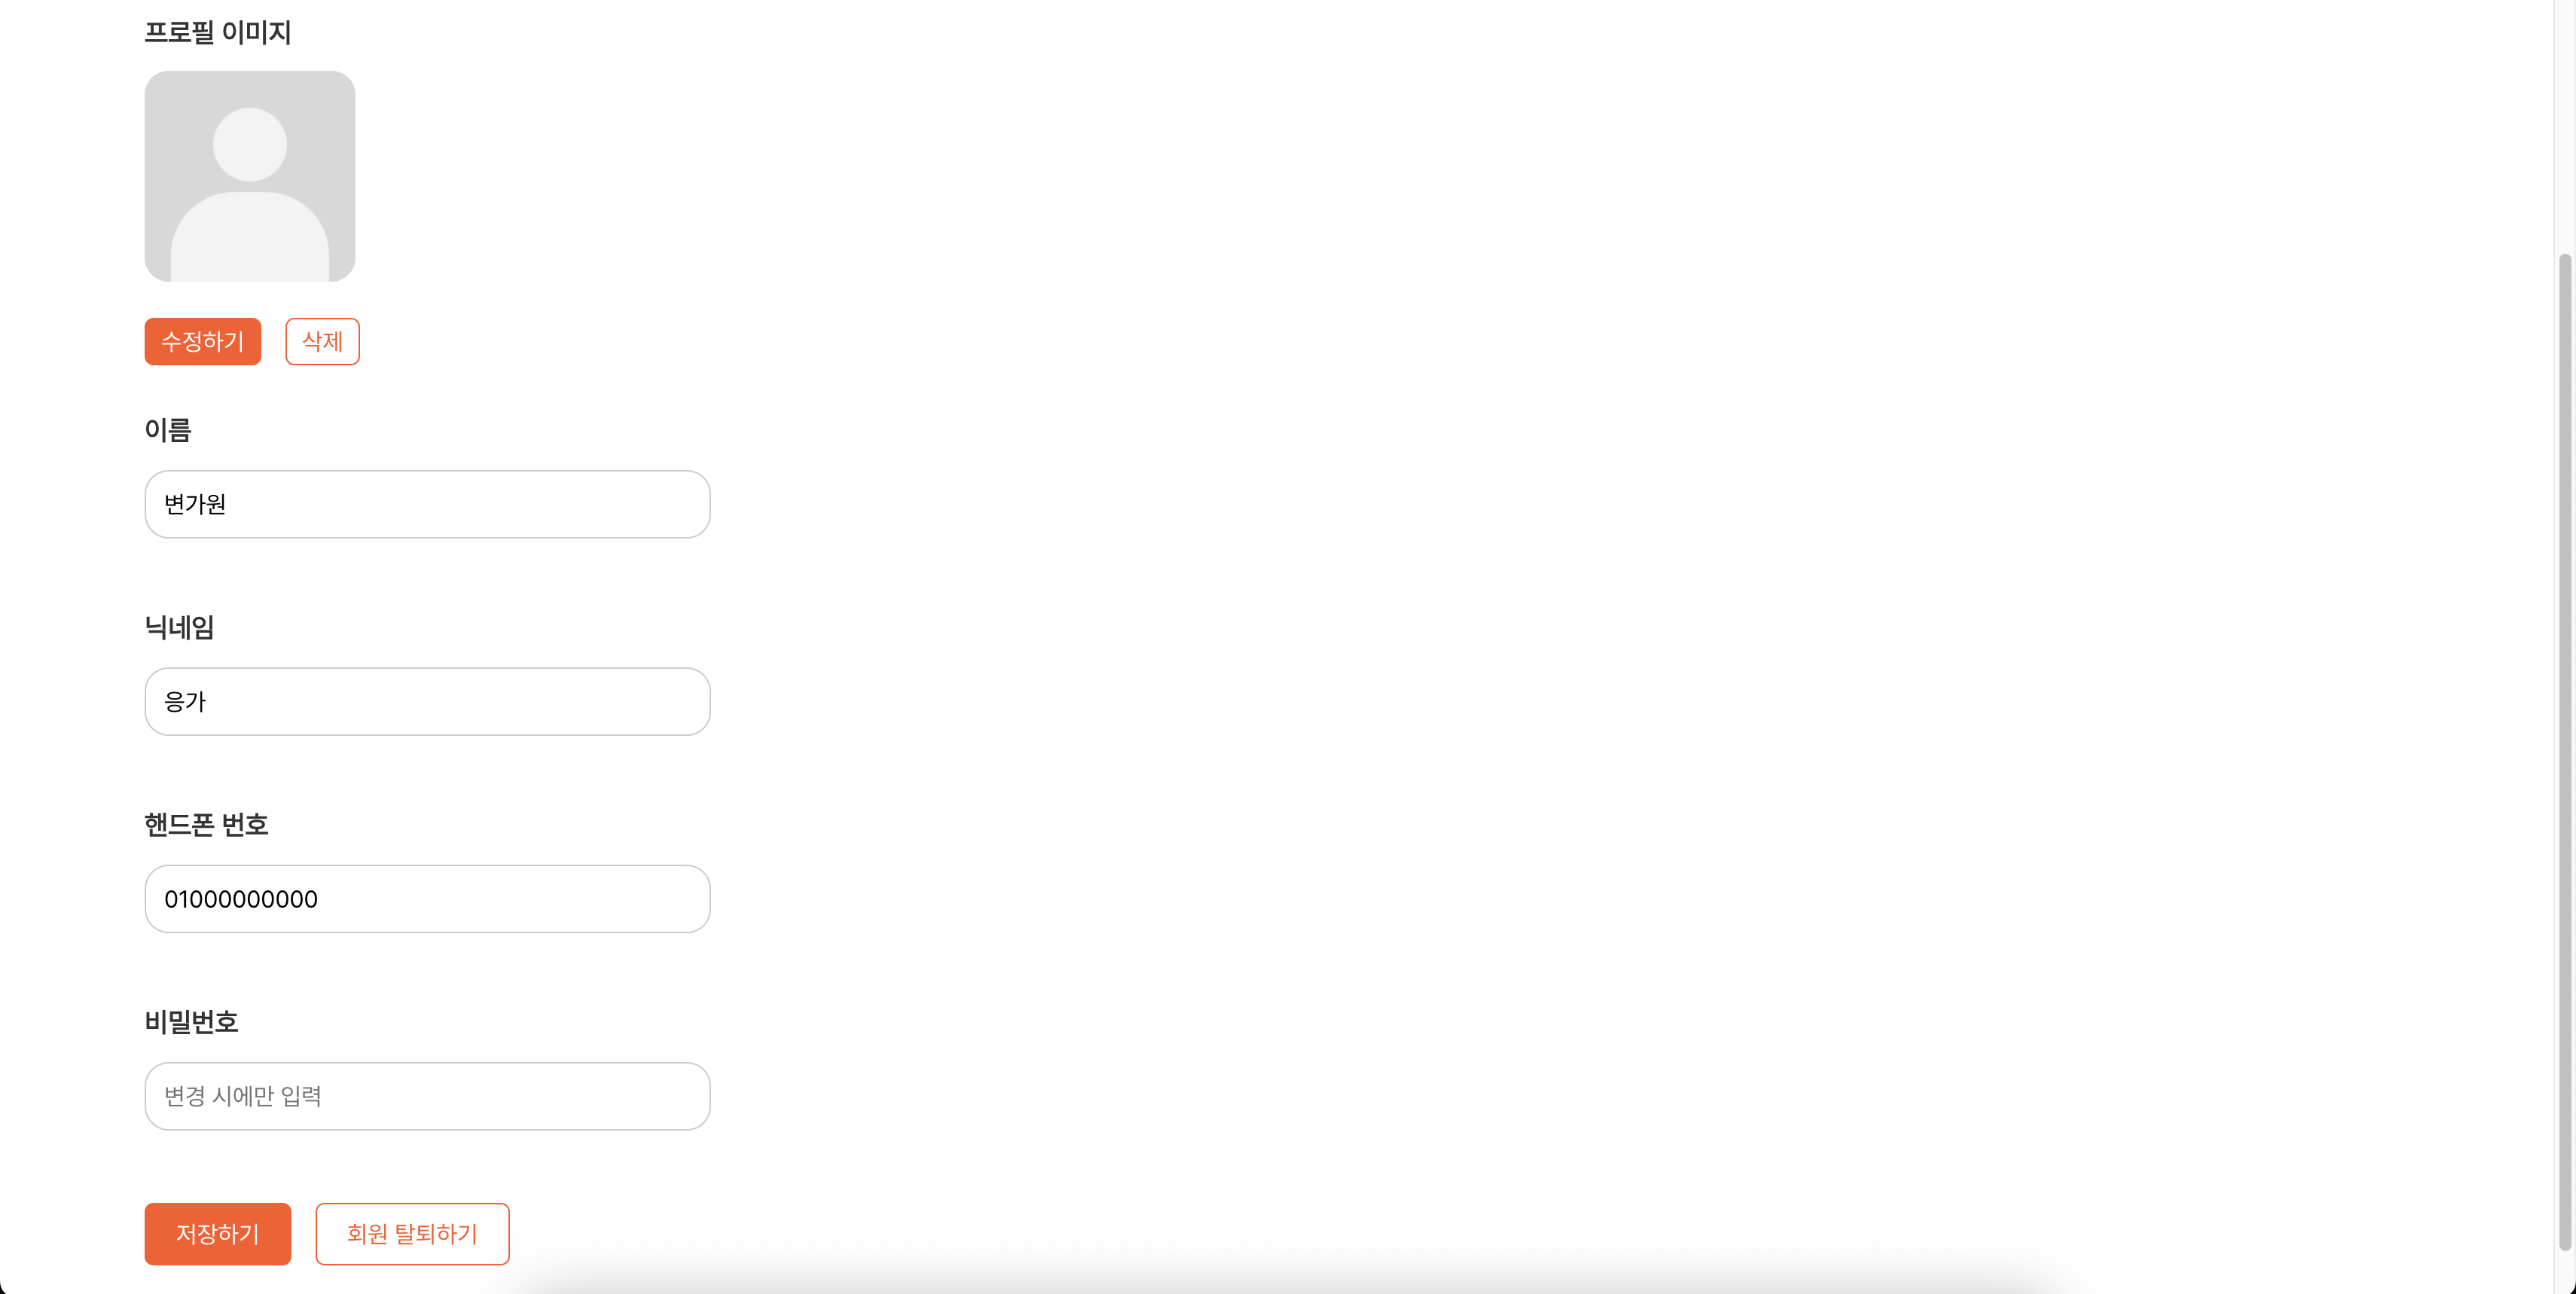 프로필 이미지
수정하기 삭제
이름
변가원
닉네임
응가
핸드폰 번호
01000000000
비밀번호
변경 시에만 입력
저장하기 회원 탈퇴하기